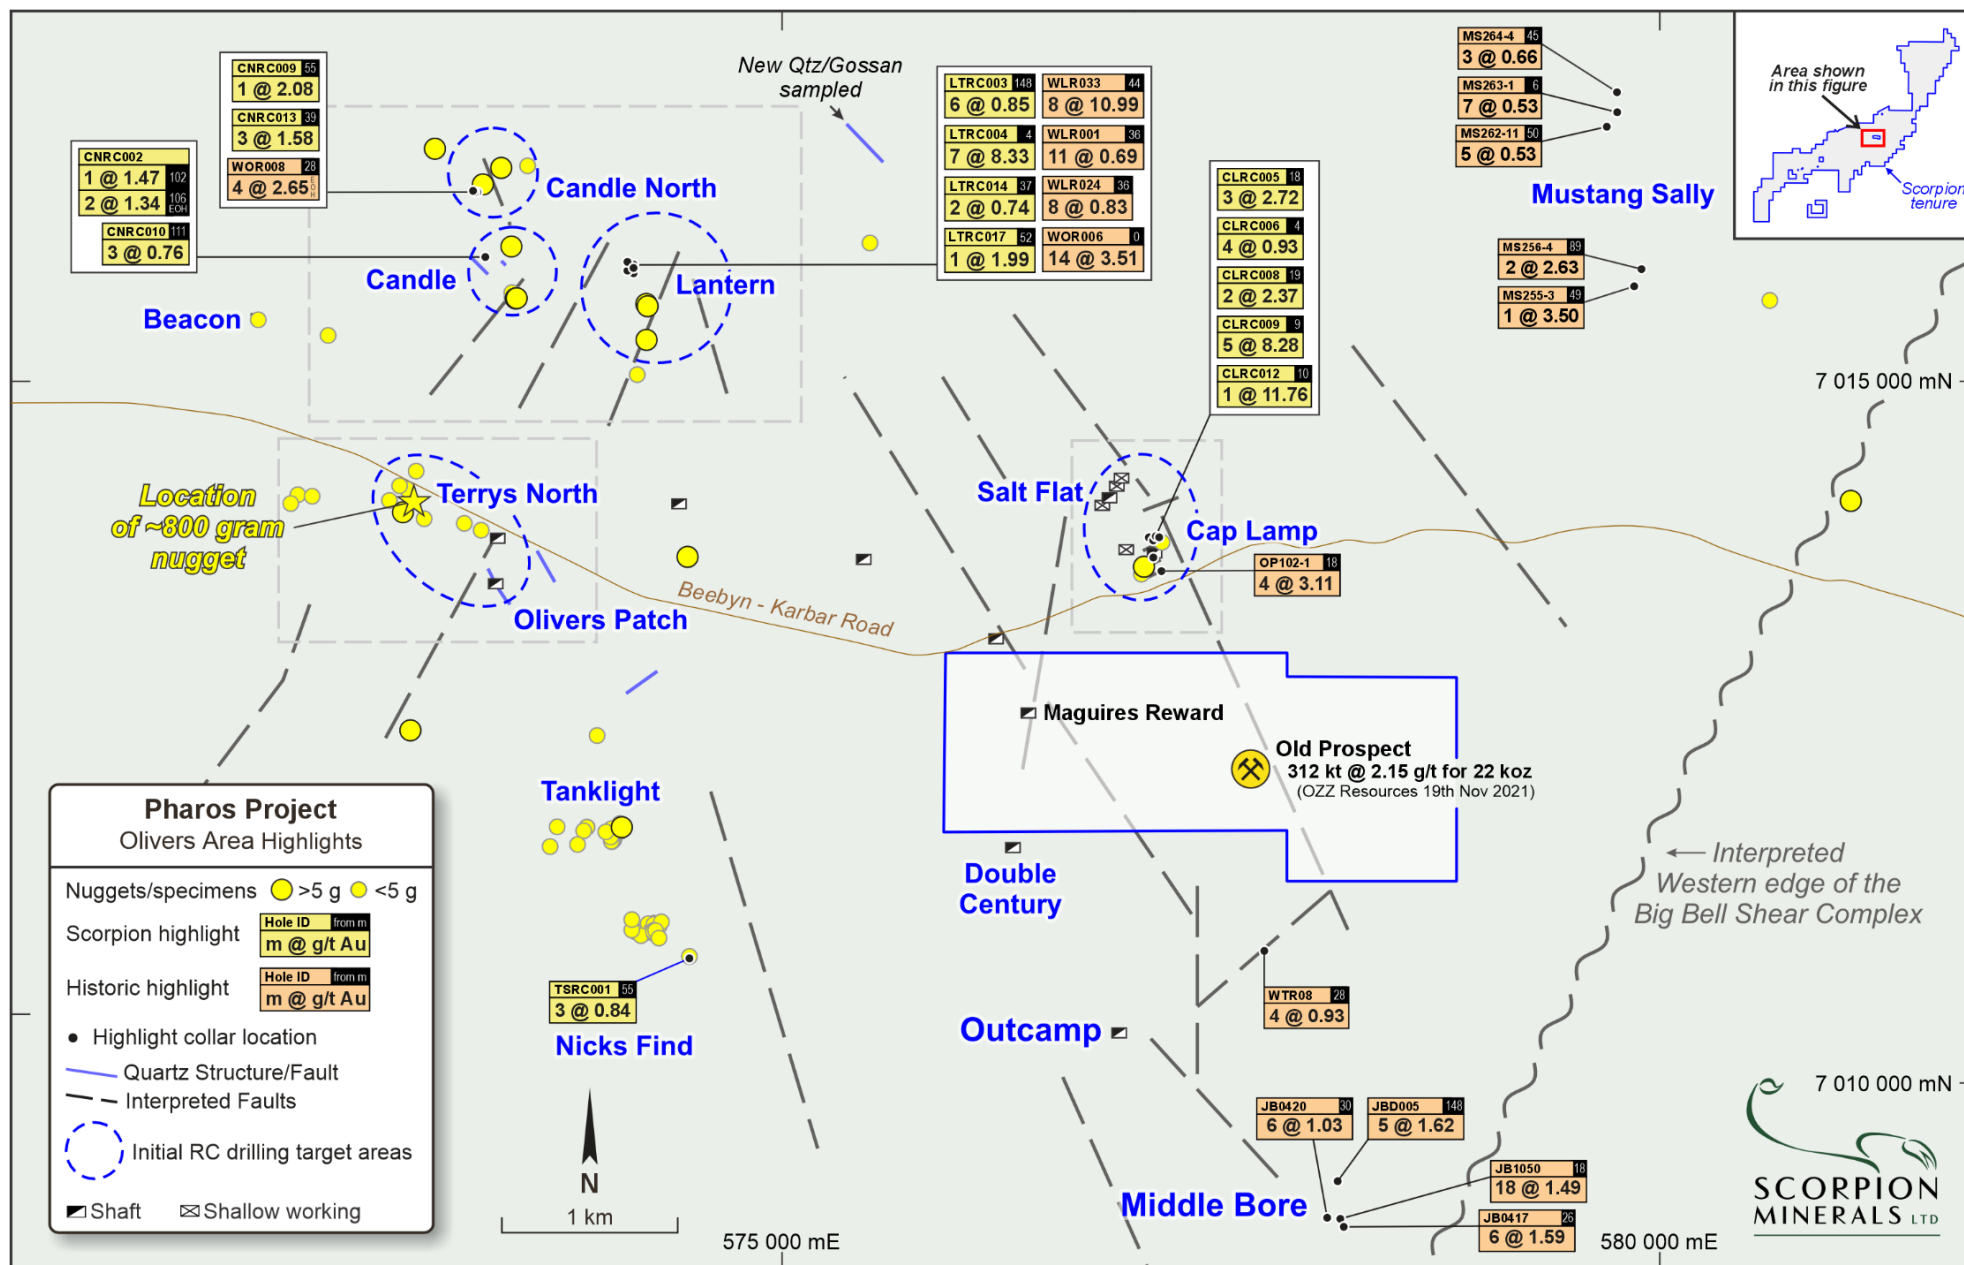 CNRC009 55
1 @ 2.08
CNRC013 39
3 @ 1.58
WOR008 28
4 @ 2.65 EOH
CNRC002
1 @ 1.47 102
2 @ 1.34 106 EOH
CNRC010 111
3 @ 0.76
New Qtz/Gossan
sampled
LTRC003 148 WLR033 44
6 @ 0.85 8 @ 10.99
LTRC004 4 WLR001 36
7 @ 8.33 11 @ 0.69
LTRC014 37 WLR024 36
2 @ 0.74 8 @ 0.83
LTRC017 52 WOR006 0
1 @ 1.99 14 @ 3.51
CLRC005 18
3 @ 2.72
CLRC006 4
4 @ 0.93
CLRC008 19
2 @ 2.37
CLRC009 9
5 @ 8.28
CLRC012 10
1 @ 11.76
MS264-4 45
3 @ 0.66
MS263-1 6
7 @ 0.53
MS262-11 50
5 @ 0.53
Mustang Sally
MS256-4 89
2 @ 2.63
MS255-3 49
1 @ 3.50
Area shown
in this figure
Scorpion
tenure
Candle North
Candle
Lantern
Beacon
7 015 000 mN
Location
of ~800 gram
nugget
Terrys North
Olivers Patch
Salt Flat
Cap Lamp
OP102-1 18
4 @ 3.11
Beebyn - Karbar Road
Maguires Reward
Old Prospect
312 kt @ 2.15 g/t for 22 koz
(OZZ Resources 19th Nov 2021)
Tanklight
Double
Century
Interpreted
Western edge of the
Big Bell Shear Complex
TSRC001 55
3 @ 0.84
Nicks Find
WTR08 28
4 @ 0.93
Outcamp
7 010 000 mN
JB0420 30
6 @ 1.03
JBD005 148
5 @ 1.62
JB1050 18
18 @ 1.49
JB0417 26
6 @ 1.59
Middle Bore
Pharos Project
Olivers Area Highlights
Nuggets/specimens >5 g <5 g
Scorpion highlight
Hole ID from m
m @ g/t Au
Historic highlight
Hole ID from m
m @ g/t Au
Highlight collar location
Quartz Structure/Fault
Interpreted Faults
Initial RC drilling target areas
Shaft Shallow working
N
1 km
575 000 mE
580 000 mE
SCORPION
MINERALS LTD